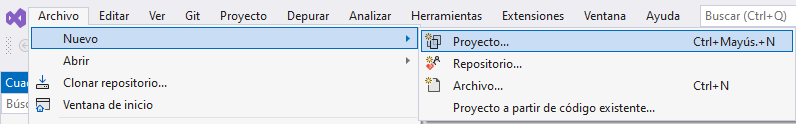 Archivo Editar Ver Git Proyecto Depurar Analizar Herramientas Extensiones Ventana Ayuda Buscar (Ctrl+Q)
Nuevo
Abrir
Clonar repositorio...
Ventana de inicio
Proyecto... Ctrl+Mayús.+N
Repositorio...
Archivo... Ctrl+N
Proyecto a partir de código existente...
Cua
Búsc